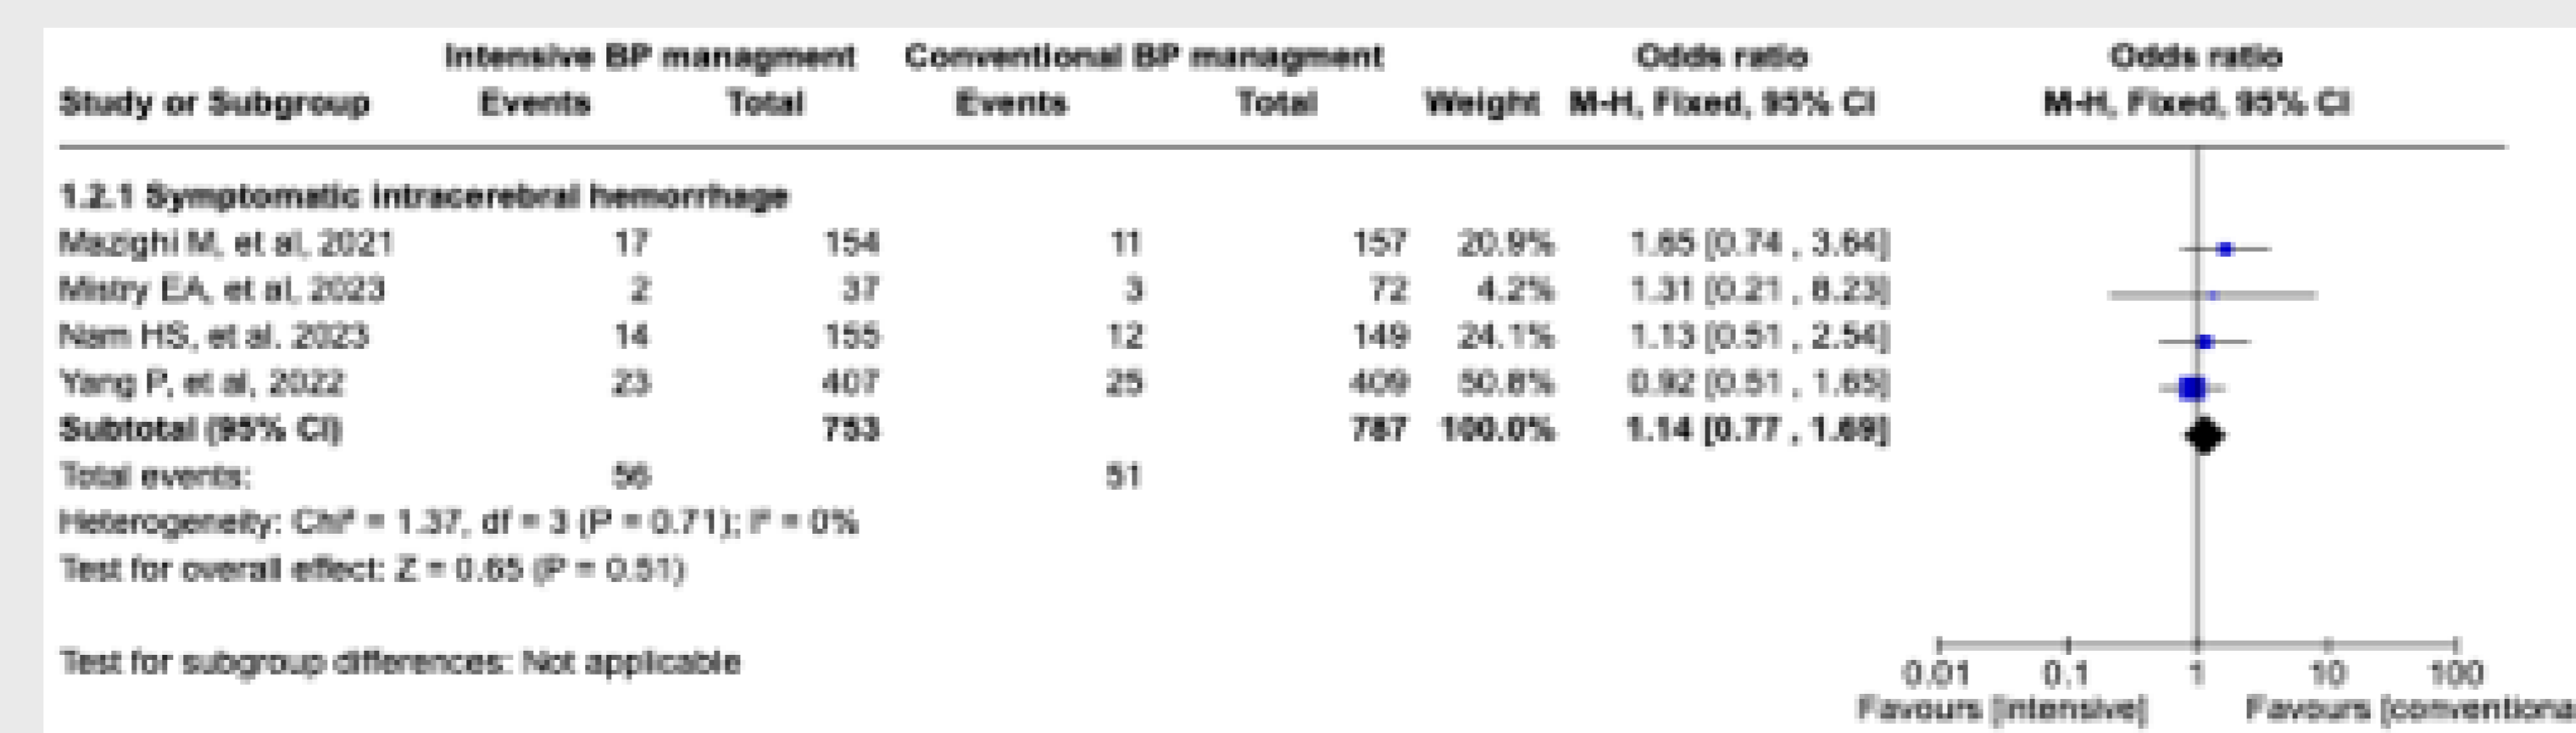 Intensive BP managment Conventional BP managment Odds ratio Odds ratio
Study or Subgroup Events Total Events Total Weight M-H, Fixed, 95% CI M-H, Fixed, 95% CI
1.2.1 Symptomatic intracerebral hemorrhage
Mazighi M, et al, 2021 17 154 11 157 20.9% 1.65 [0.74 , 3.64]
Mistry EA, et al, 2023 2 37 3 72 4.2% 1.31 [0.21 , 8.23]
Nam HS, et al. 2023 14 155 12 149 24.1% 1.13 [0.51 , 2.54]
Yang P, et al, 2022 23 407 25 409 50.8% 0.92 [0.51 , 1.65]
Subtotal (95% CI) 753 787 100.0% 1.14 [0.77 , 1.69]
Total events: 56 51
Heterogeneity: Chi² = 1.37, df = 3 (P = 0.71); I² = 0%
Test for overall effect: Z = 0.65 (P = 0.51)
Test for subgroup differences: Not applicable
0.01 0.1 1 10 100
Favours [intensive] Favours [conventiona